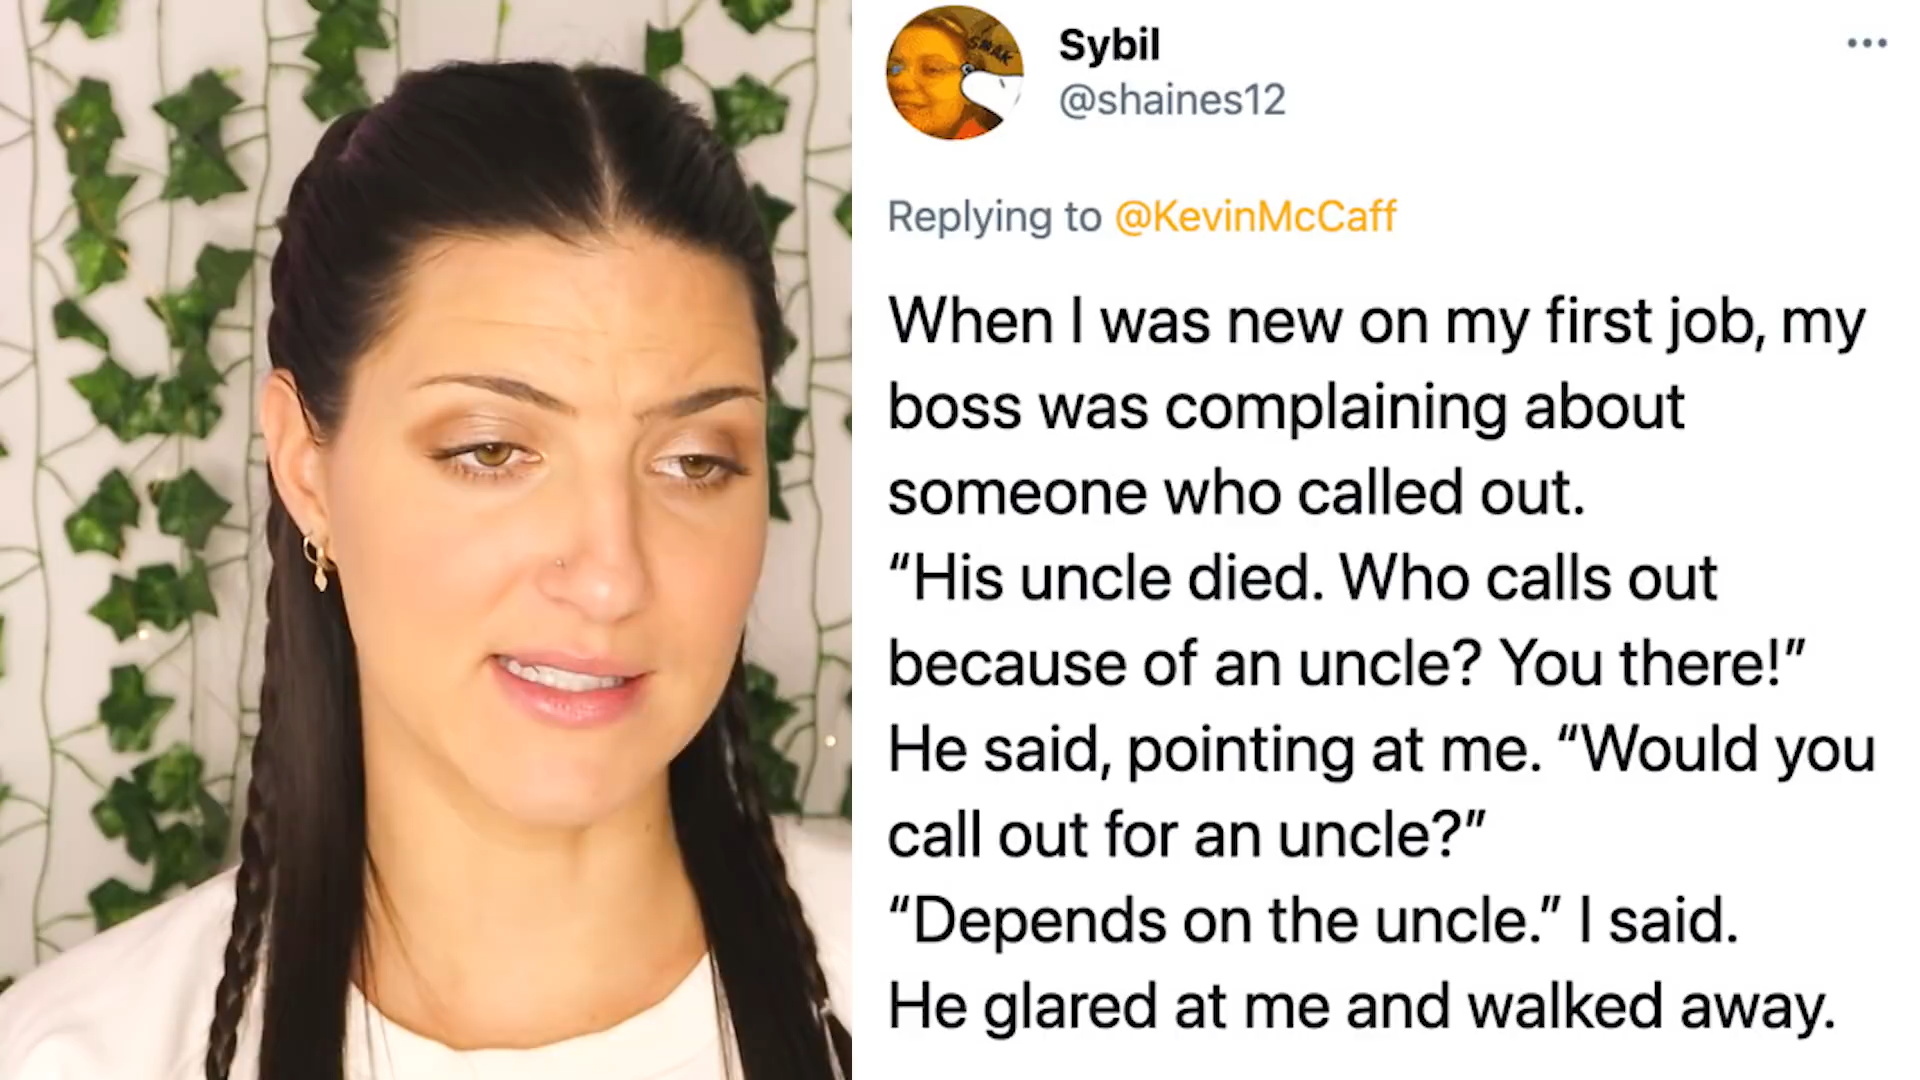 SMAK
Sybil
@shaines12
Replying to @KevinMcCaff
When I was new on my first job, my
boss was complaining about
someone who called out.
“His uncle died. Who calls out
because of an uncle? You there!”
He said, pointing at me. “Would you
call out for an uncle?”
“Depends on the uncle.” I said.
He glared at me and walked away.